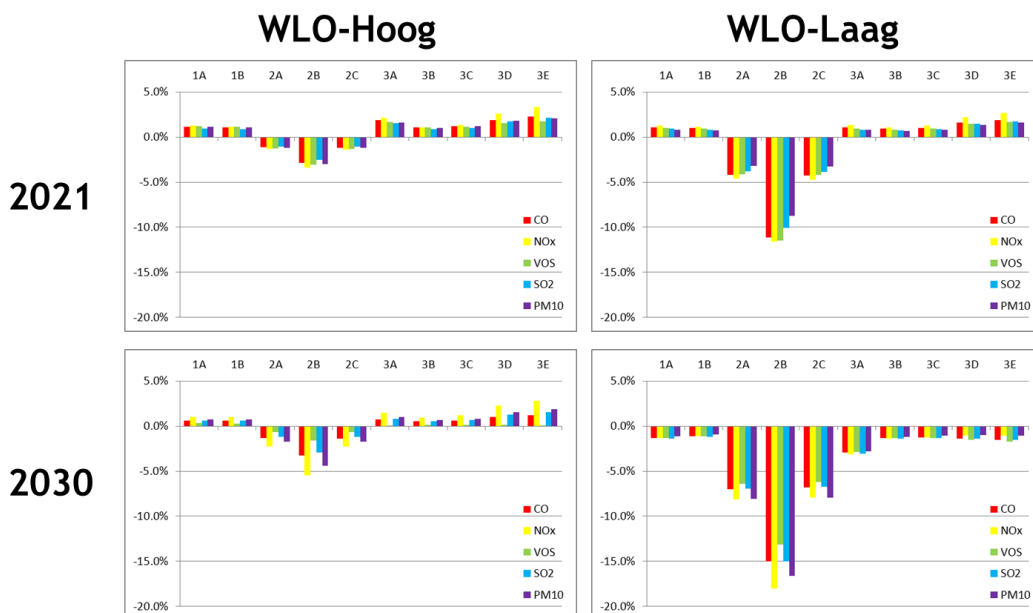 WLO-Hoog WLO-Laag
2021
1A 1B 2A 2B 2C 3A 3B 3C 3D 3E
5.0%
0.0%
-5.0%
-10.0%
-15.0%
-20.0%
CO
NOx
VOS
SO2
PM10
1A 1B 2A 2B 2C 3A 3B 3C 3D 3E
5.0%
0.0%
-5.0%
-10.0%
-15.0%
-20.0%
CO
NOx
VOS
SO2
PM10
2030
1A 1B 2A 2B 2C 3A 3B 3C 3D 3E
5.0%
0.0%
-5.0%
-10.0%
-15.0%
-20.0%
CO
NOx
VOS
SO2
PM10
1A 1B 2A 2B 2C 3A 3B 3C 3D 3E
5.0%
0.0%
-5.0%
-10.0%
-15.0%
-20.0%
CO
NOx
VOS
SO2
PM10